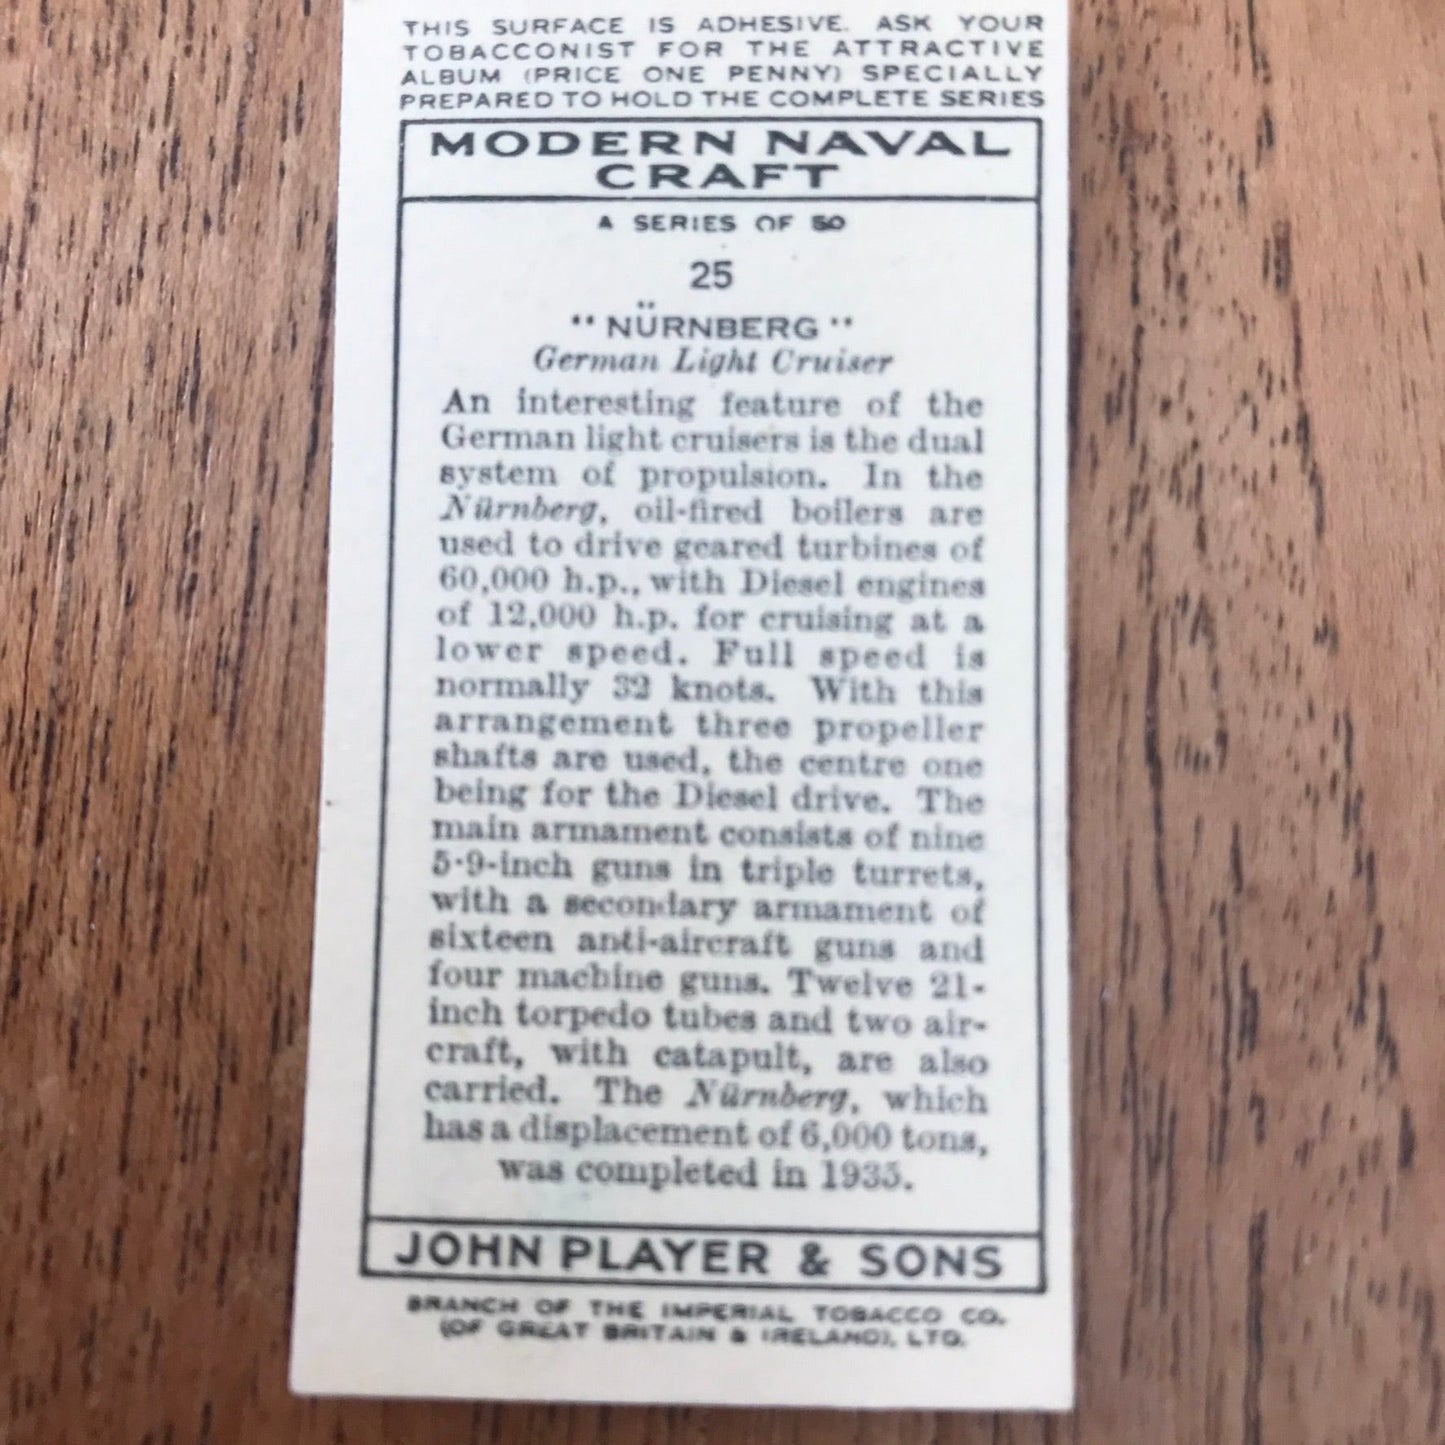 THIS SURFACE IS ADHESIVE. ASK YOUR
TOBACCONIST FOR THE ATTRACTIVE
ALBUM (PRICE ONE PENNY) SPECIALLY
PREPARED TO HOLD THE COMPLETE SERIES
MODERN NAVAL
CRAFT
A SERIES OF 50
25
"NÜRNBERG"
German Light Cruiser
An interesting feature of the
German light cruisers is the dual
system of propulsion. In the
Nürnberg, oil-fired boilers are
used to drive geared turbines of
60,000 h.p., with Diesel engines
of 12,000 h.p. for cruising at a
lower speed. Full speed is
normally 32 knots. With this
arrangement three propeller
shafts are used, the centre one
being for the Diesel drive. The
main armament consists of nine
5·9-inch guns in triple turrets,
with a secondary armament of
sixteen anti-aircraft guns and
four machine guns. Twelve 21-
inch torpedo tubes and two air-
craft, with catapult, are also
carried. The Nürnberg, which
has a displacement of 6,000 tons,
was completed in 1935.
JOHN PLAYER & SONS
BRANCH OF THE IMPERIAL TOBACCO CO.
(OF GREAT BRITAIN & IRELAND), LTD.